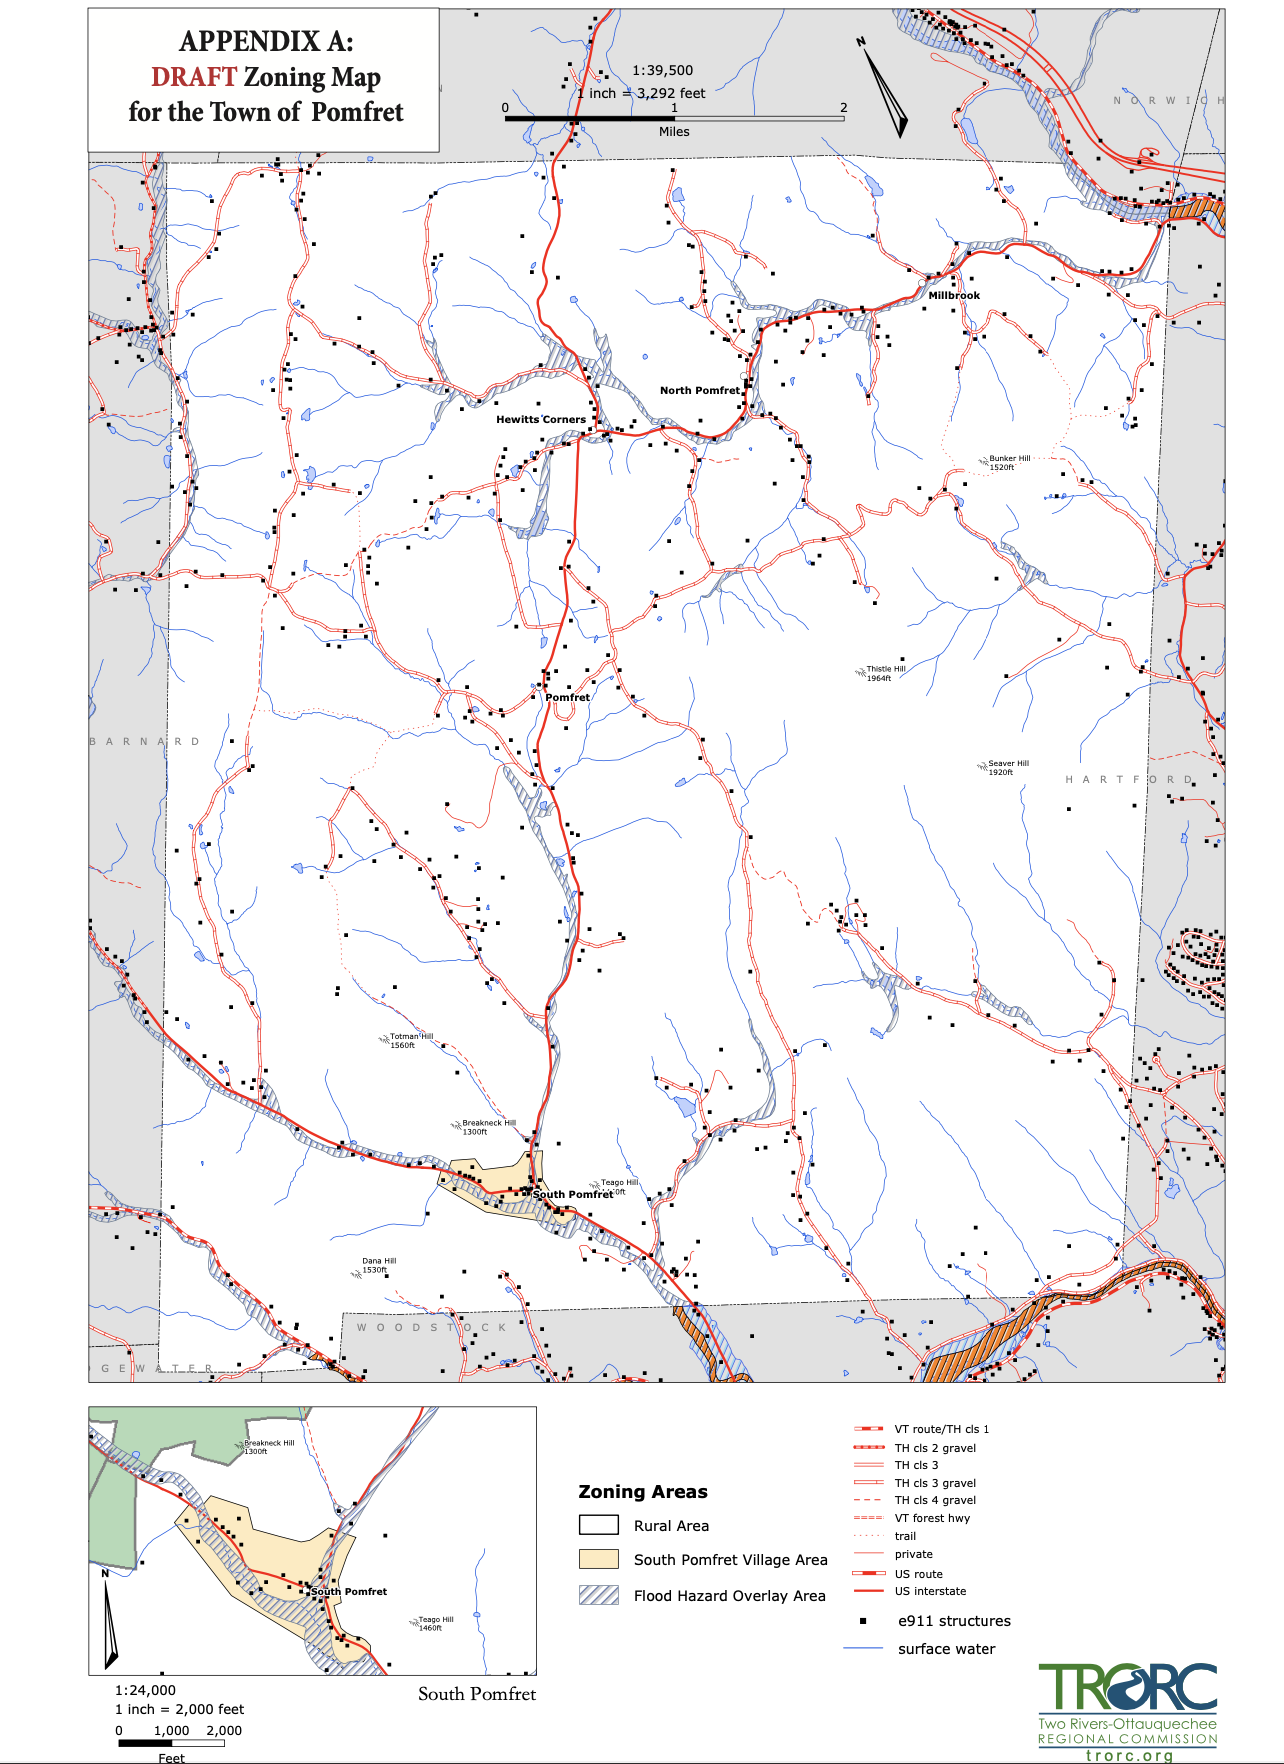 APPENDIX A:
DRAFT Zoning Map
for the Town of Pomfret
N
1:39,500
1 inch = 3,292 feet
0 1 2
Miles
N
NORWICH
Millbrook
North Pomfret
Hewitts Corners
Bunker Hill
1520ft
Thistle Hill
1964ft
Pomfret
BARNARD
Seaver Hill
1920ft
HARTFORD
Totman Hill
1560ft
Breakneck Hill
1300ft
Teago Hill
South Pomfret
Dana Hill
1530ft
WOODSTOCK
GEWATER
Breakneck Hill
1300ft
N
South Pomfret
Teago Hill
1460ft
1:24,000
1 inch = 2,000 feet
0 1,000 2,000
Feet
South Pomfret
Zoning Areas
Rural Area
South Pomfret Village Area
Flood Hazard Overlay Area
VT route/TH cls 1
TH cls 2 gravel
TH cls 3
TH cls 3 gravel
TH cls 4 gravel
VT forest hwy
trail
private
US route
US interstate
e911 structures
surface water
TRORC
Two Rivers-Ottauquechee
REGIONAL COMMISSION
trorc.org